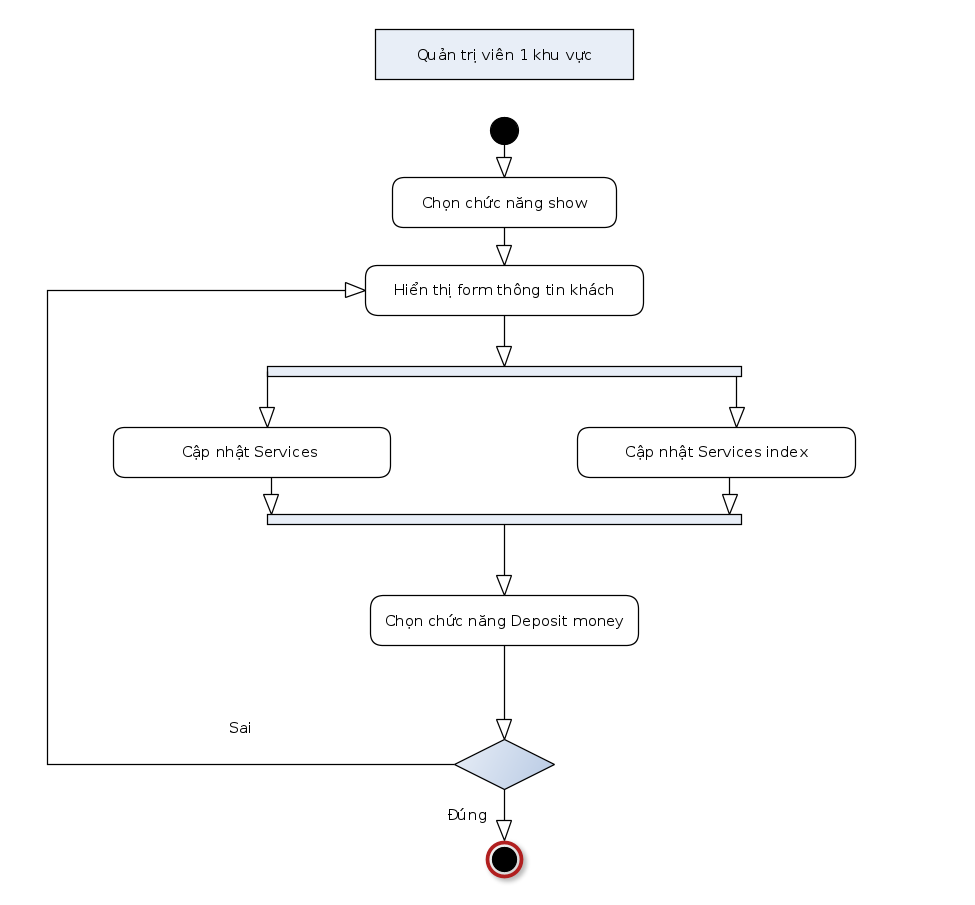 Quản trị viên 1 khu vực
Chọn chức năng show
Hiển thị form thông tin khách
Cập nhật Services
Cập nhật Services index
Chọn chức năng Deposit money
Sai
Đúng